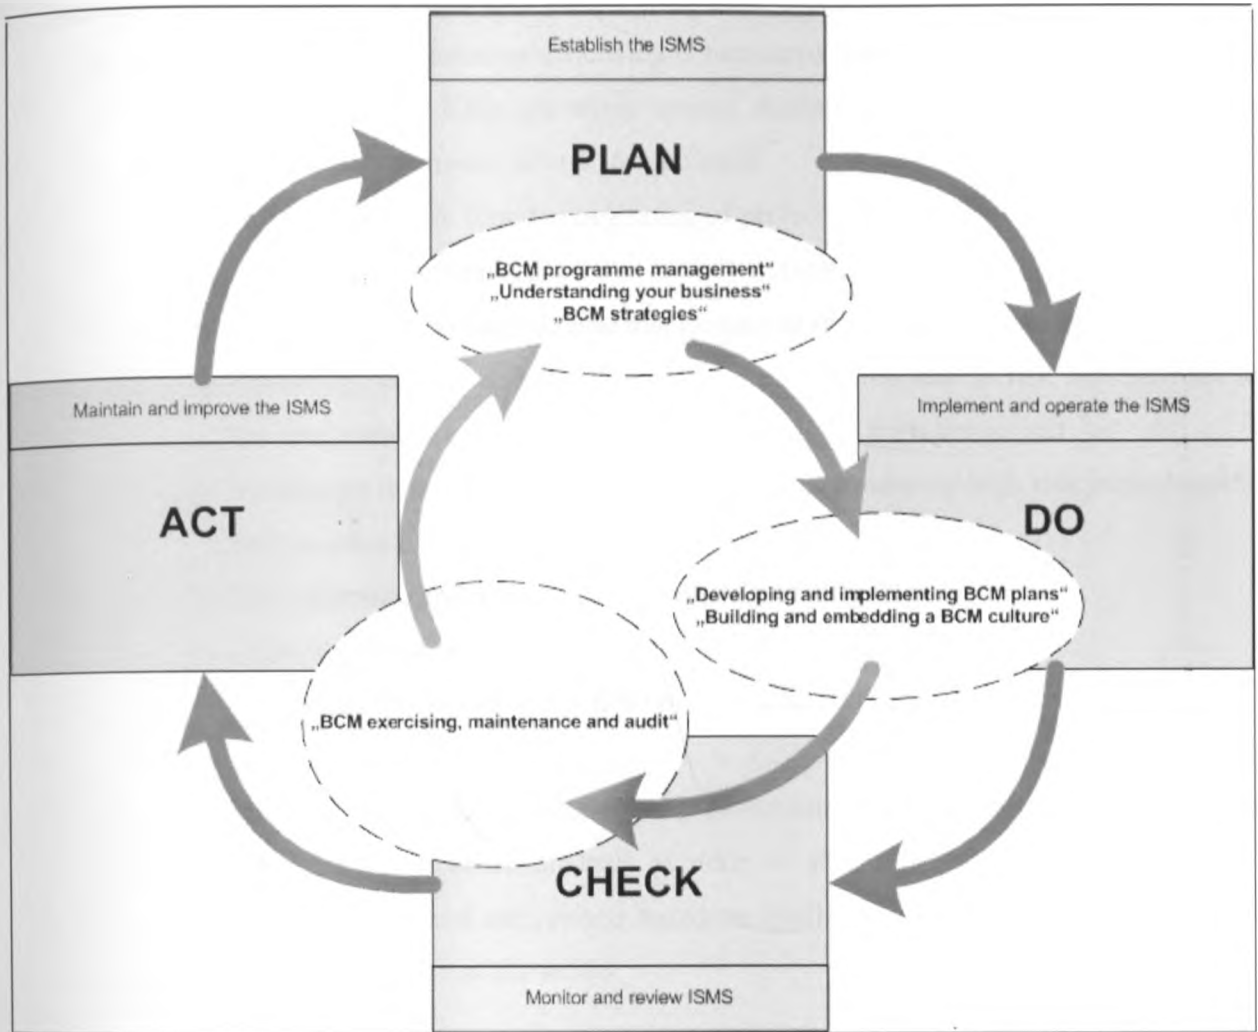 Establish the ISMS
PLAN
„BCM programme management“
„Understanding your business“
„BCM strategies“
Maintain and improve the ISMS
ACT
Implement and operate the ISMS
DO
„Developing and implementing BCM plans“
„Building and embedding a BCM culture“
„BCM exercising, maintenance and audit“
CHECK
Monitor and review ISMS